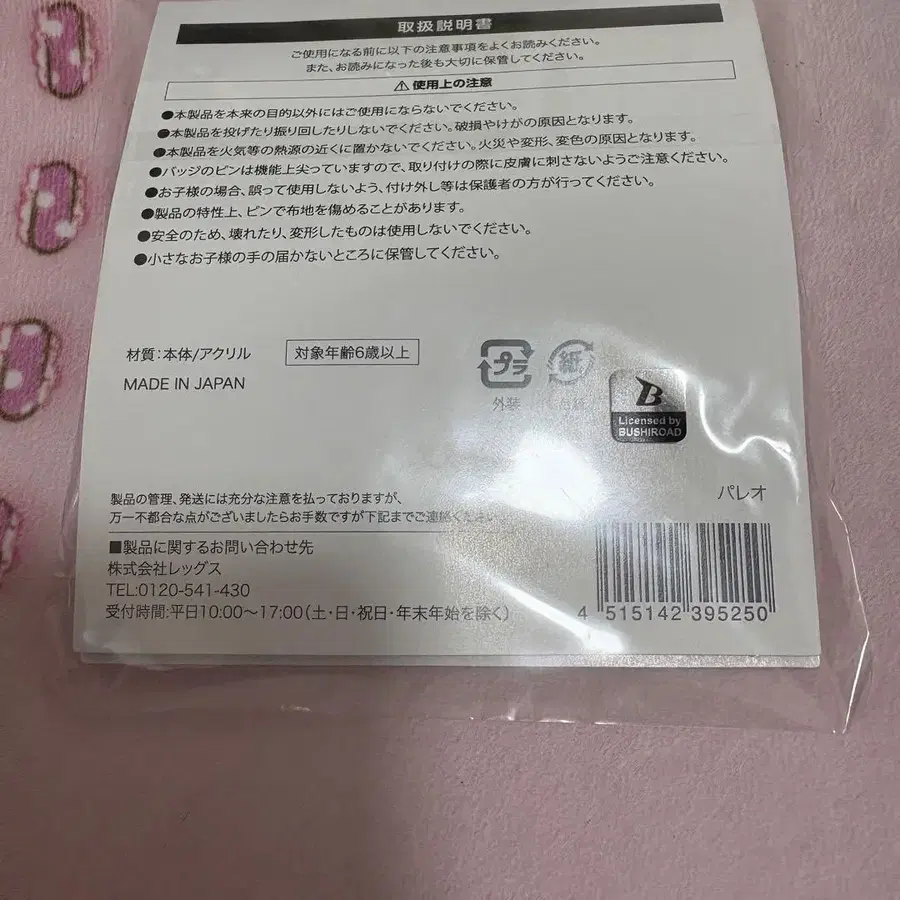 取扱説明書
ご使用になる前に以下の注意事項をよくお読みください。
また、お読みになった後も大切に保管してください。
⚠使用上の注意
●本製品を本来の目的以外にはご使用にならないでください。
●本製品を投げたり振り回したりしないでください。破損やけがの原因となります。
●本製品を火気等の熱源の近くに置かないでください。火災や変形、変色の原因となります。
●バッジのピンは機能上尖っていますので、取り付けの際に皮膚に刺さないようご注意ください。
●お子様の場合、誤って使用しないよう、付け外し等は保護者の方が行ってください。
●製品の特性上、ピンで布地を傷めることがあります。
●安全のため、壊れたり、変形したものは使用しないでください。
●小さなお子様の手の届かないところに保管してください。
材質：本体/アクリル
対象年齢6歳以上
MADE IN JAPAN
プラ
紙
外装
台紙
B
Licensed by
BUSHIROAD
パレオ
製品の管理、発送には充分な注意を払っておりますが、
万一不都合な点がございましたらお手数ですが下記までご連絡ください。
■製品に関するお問い合わせ先
株式会社レッグス
TEL:0120-541-430
受付時間:平日10:00〜17:00（土・日・祝日・年末年始を除く）
4 515142 395250